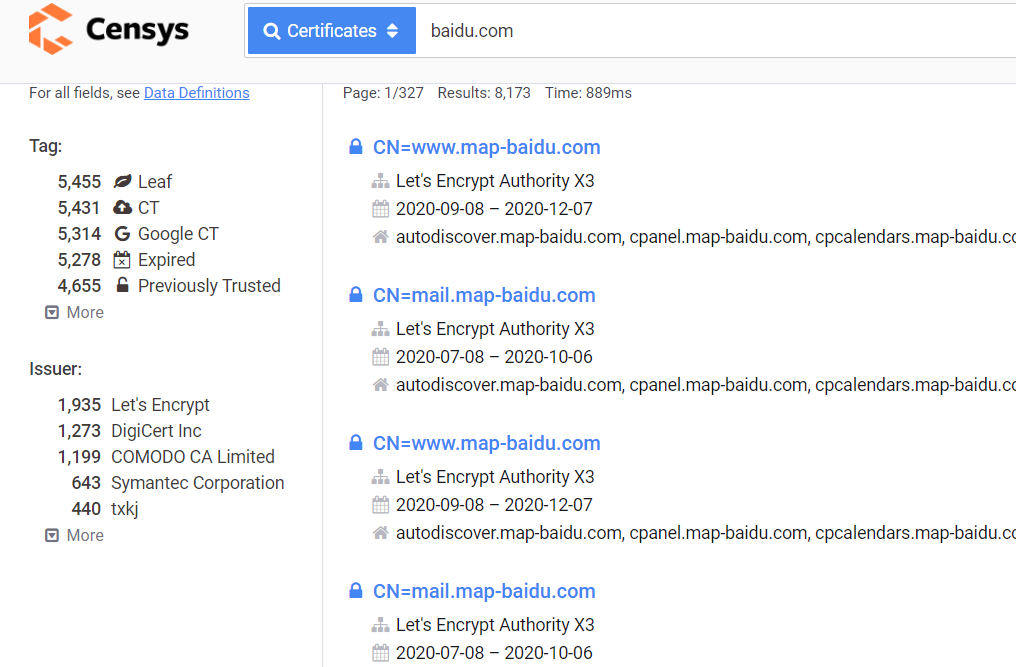 Censys
Certificates baidu.com
For all fields, see Data Definitions
Page: 1/327 Results: 8,173 Time: 889ms
Tag:
5,455 Leaf
5,431 CT
5,314 Google CT
5,278 Expired
4,655 Previously Trusted
More
Issuer:
1,935 Let's Encrypt
1,273 DigiCert Inc
1,199 COMODO CA Limited
643 Symantec Corporation
440 txkj
More
CN=www.map-baidu.com
Let's Encrypt Authority X3
2020-09-08 – 2020-12-07
autodiscover.map-baidu.com, cpanel.map-baidu.com, cpcalendars.map-baidu.co
CN=mail.map-baidu.com
Let's Encrypt Authority X3
2020-07-08 – 2020-10-06
autodiscover.map-baidu.com, cpanel.map-baidu.com, cpcalendars.map-baidu.co
CN=www.map-baidu.com
Let's Encrypt Authority X3
2020-09-08 – 2020-12-07
autodiscover.map-baidu.com, cpanel.map-baidu.com, cpcalendars.map-baidu.co
CN=mail.map-baidu.com
Let's Encrypt Authority X3
2020-07-08 – 2020-10-06